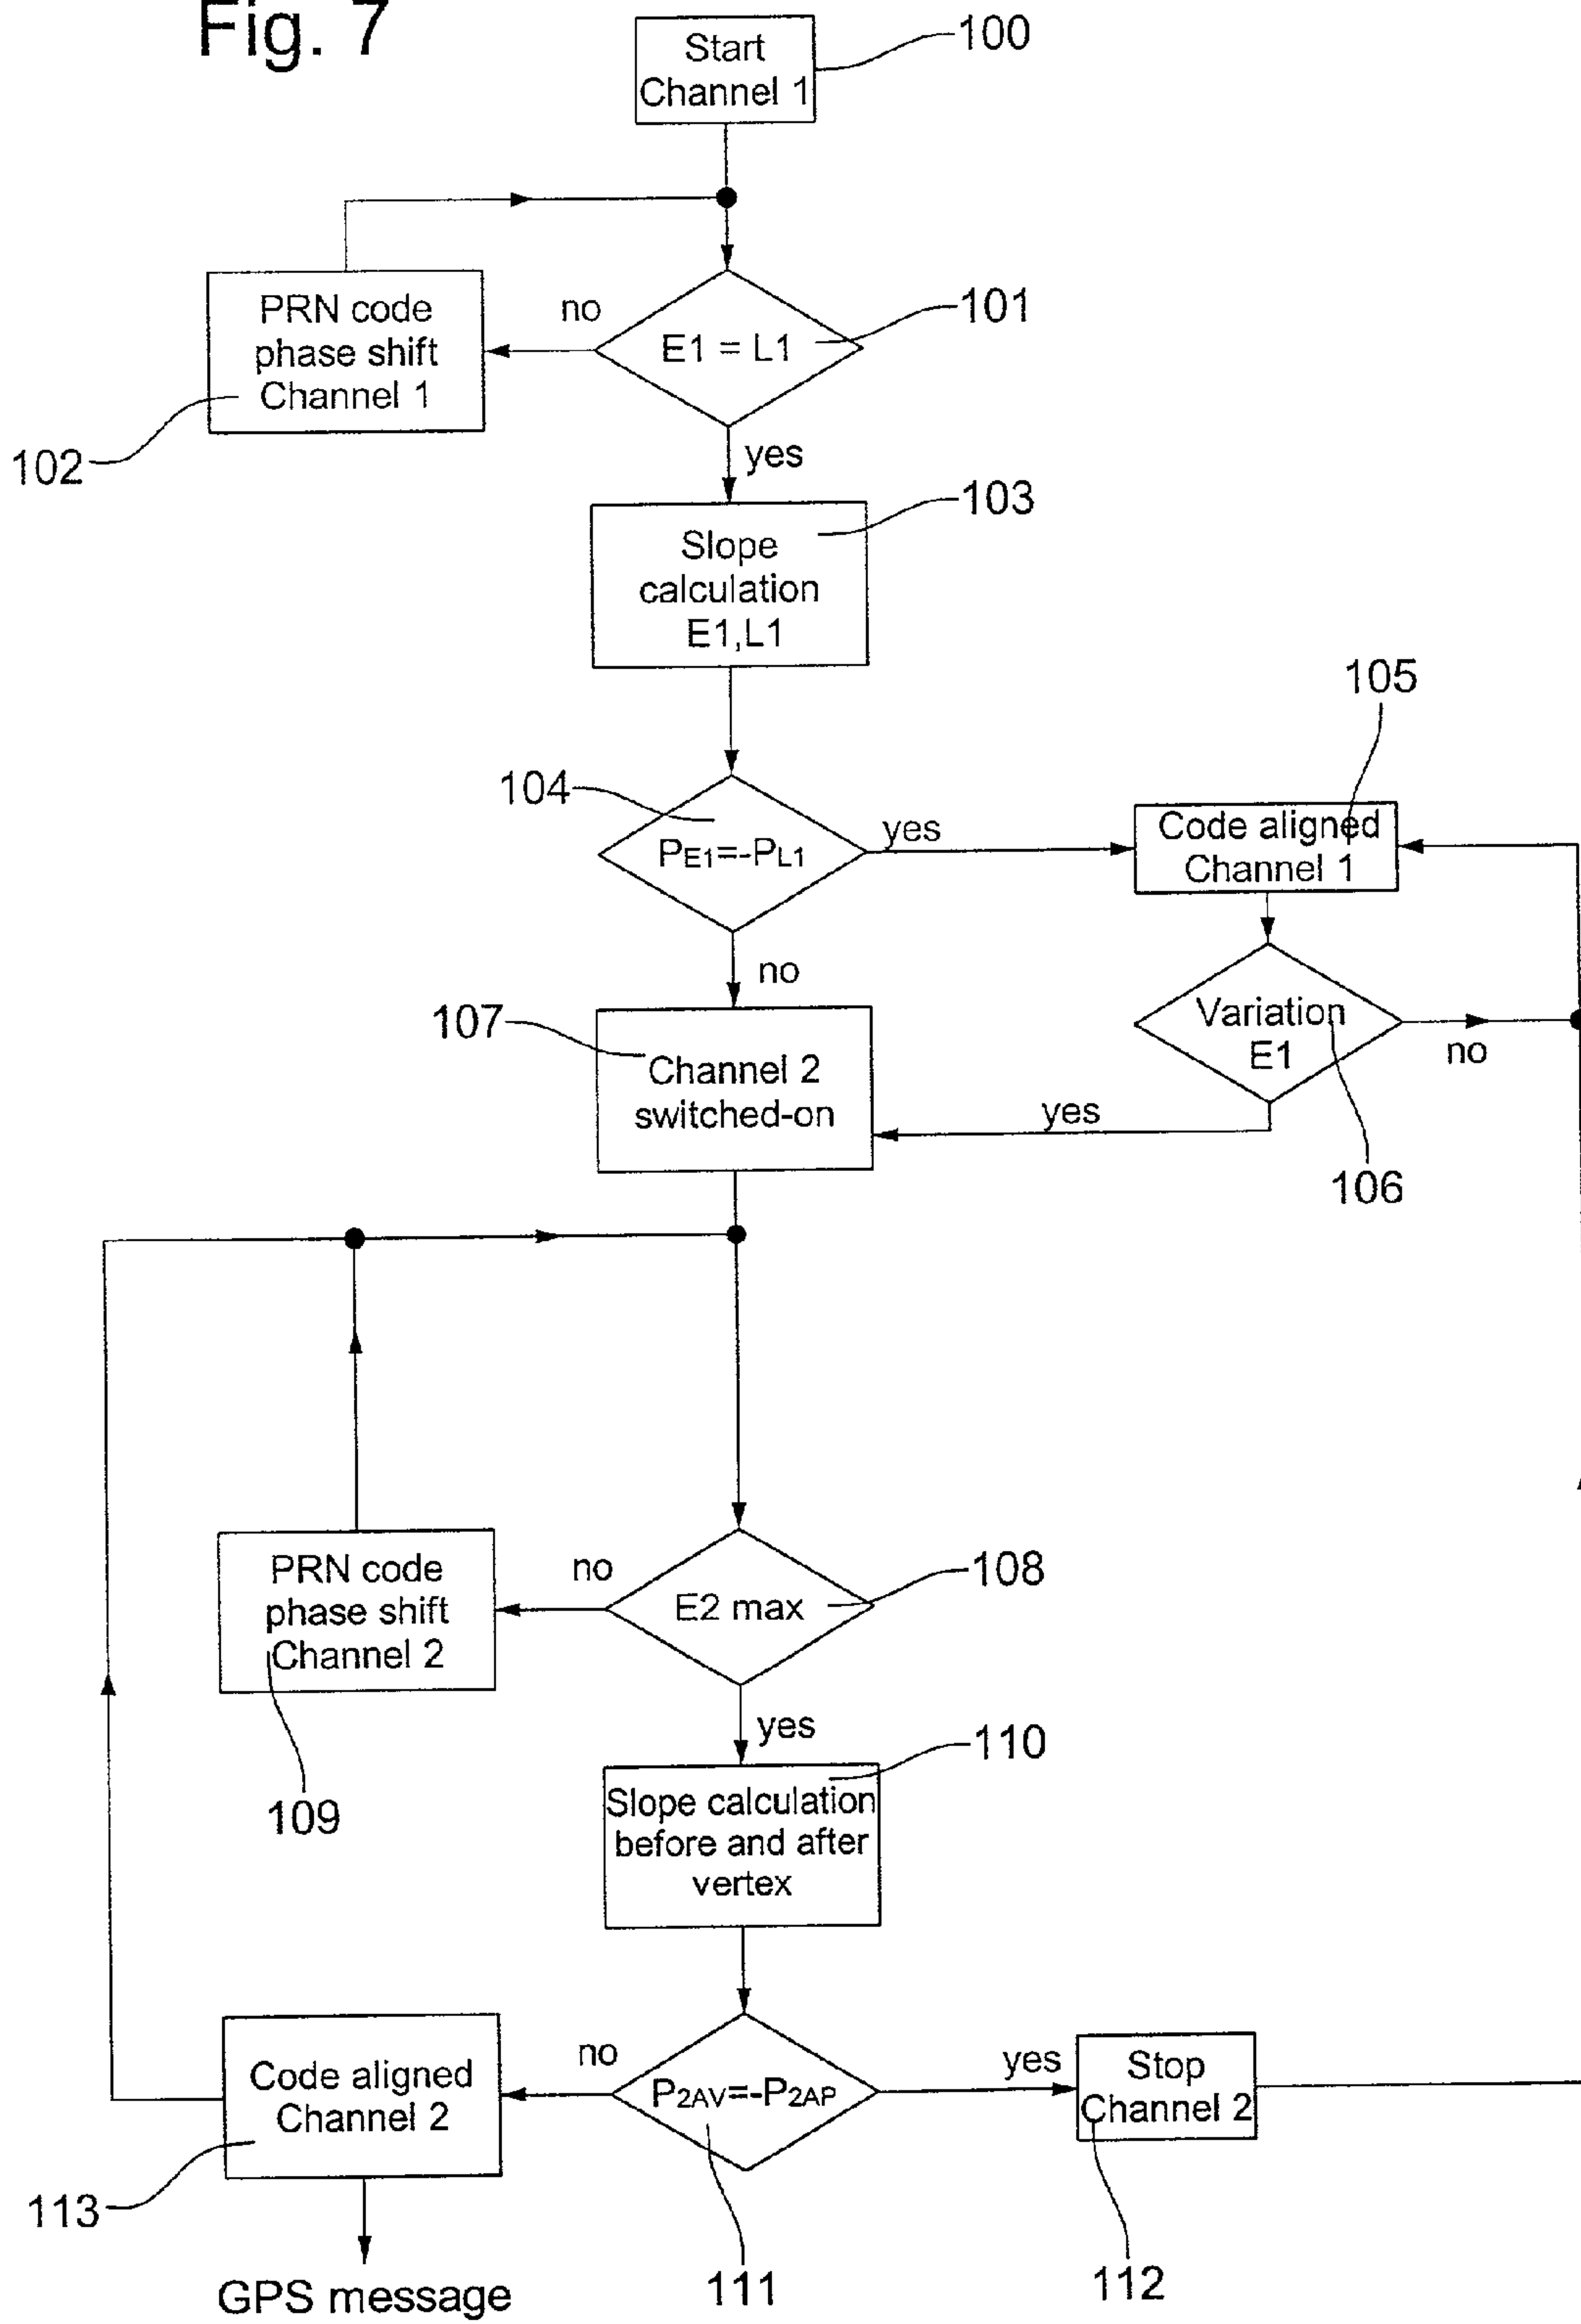 Fig. 7
Start
Channel 1
100
PRN code
phase shift
Channel 1
102
no
E1 = L1
101
yes
Slope
calculation
E1,L1
103
104
PE1=-PL1
yes
105
Code aligned
Channel 1
no
107
Channel 2
switched-on
Variation
E1
no
yes
106
PRN code
phase shift
Channel 2
109
no
E2 max
108
yes
110
Slope calculation
before and after
vertex
Code aligned
Channel 2
113
no
P2AV=-P2AP
111
yes
Stop
Channel 2
112
GPS message